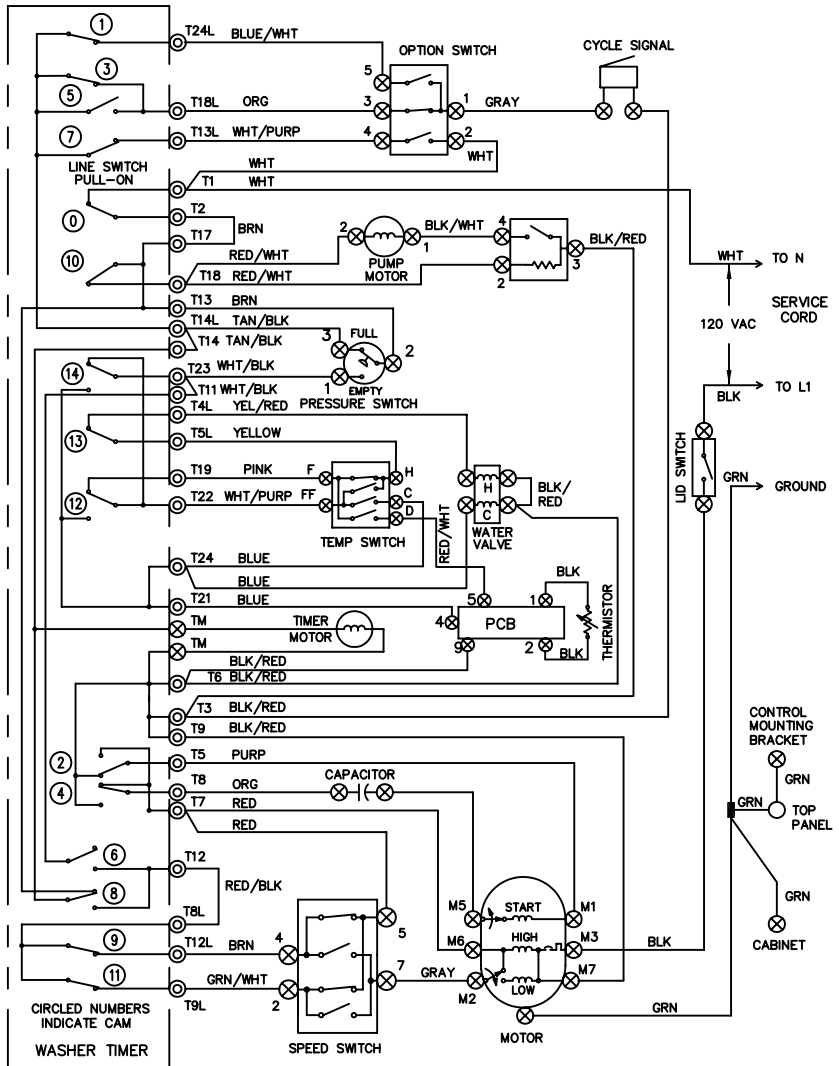 1 T24L BLUE/WHT OPTION SWITCH CYCLE SIGNAL
3 5
5 T18L ORG 3 1 GRAY
7 T13L WHT/PURP 4 2
WHT
LINE SWITCH
PULL-ON
WHT
T1 WHT
0 T2
BRN
T17
10 RED/WHT 2 BLK/WHT 4 BLK/RED
1 3
T18 RED/WHT PUMP
MOTOR
2
WHT TO N
SERVICE
CORD
120 VAC
T13 BRN
T14L TAN/BLK 3 FULL
T14 TAN/BLK 2
14 T23 WHT/BLK 1 EMPTY
T11 WHT/BLK PRESSURE SWITCH
BLK TO L1
T4L YEL/RED
13 T5L YELLOW
LID SWITCH
T19 PINK F H
12 T22 WHT/PURP FF C
D
TEMP SWITCH
RED/WHT
H
C
WATER
VALVE
BLK/
RED
GRN GROUND
T24 BLUE
BLUE
T21 BLUE 4 5 1 BLK
PCB
9 2 BLK
THERMISTOR
TM TIMER
MOTOR
TM
BLK/RED
T6 BLK/RED
T3 BLK/RED
T9 BLK/RED
2 T5 PURP
4 T8 ORG CAPACITOR
T7 RED
RED
CONTROL
MOUNTING
BRACKET
GRN
GRN TOP
PANEL
GRN
CABINET
6 T12
RED/BLK
8
T8L
9 T12L BRN 4 5
11 GRN/WHT 2 7 GRAY
T9L
SPEED SWITCH
M5 START M1
M6 HIGH M3 BLK
M2 LOW M7
GRN
MOTOR
CIRCLED NUMBERS
INDICATE CAM
WASHER TIMER